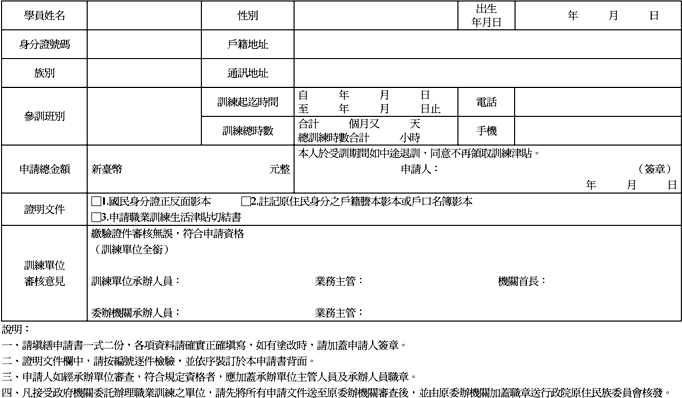 學員姓名 性別 出生
年月日 年 月 日
身分證號碼 戶籍地址
族別 通訊地址
參訓班別 訓練起迄時間 自 年 月 日
至 年 月 日止 電話
訓練總時數 合計 個月又 天
總訓練時數合計 小時 手機
申請總金額 新臺幣 元整 本人於受訓期間如中途退訓，同意不再領取訓練津貼。
申請人： （簽章）
年 月 日
證明文件 □1.國民身分證正反面影本 □2.註記原住民身分之戶籍謄本影本或戶口名簿影本
□3.申請職業訓練生活津貼切結書
訓練單位
審核意見
繳驗證件審核無誤，符合申請資格
（訓練單位全銜）
訓練單位承辦人員： 業務主管： 機關首長：
委辦機關承辦人員： 業務主管：
說明：
一、請填繕申請書一式二份，各項資料請確實正確填寫，如有塗改時，請加蓋申請人簽章。
二、證明文件欄中，請按編號逐件檢驗，並依序裝訂於本申請書背面。
三、申請人如經承辦單位審查，符合規定資格者，應加蓋承辦單位主管人員及承辦人員職章。
四、凡接受政府機關委託辦理職業訓練之單位，請先將所有申請文件送至原委辦機關審查後，並由原委辦機關加蓋職章送行政院原住民族委員會核發。